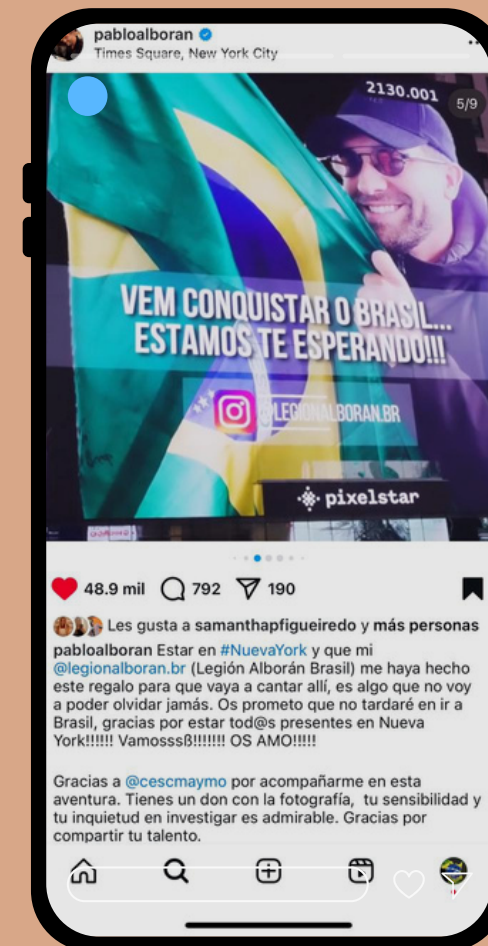 pabloalboran
Times Square, New York City
2130.001
5/9
VEM CONQUISTAR O BRASIL...
ESTAMOS TE ESPERANDO!!!
@LEGIONALBORAN.BR
pixelstar
48.9 mil 792 190
Les gusta a samanthapfigueiredo y más personas
pabloalboran Estar en #NuevaYork y que mi
@legionalboran.br (Legión Alborán Brasil) me haya hecho
este regalo para que vaya a cantar allí, es algo que no voy
a poder olvidar jamás. Os prometo que no tardaré en ir a
Brasil, gracias por estar tod@s presentes en Nueva
York!!!!!! Vamosssß!!!!!!! OS AMO!!!!!
Gracias a @cescmaymo por acompañarme en esta
aventura. Tienes un don con la fotografía, tu sensibilidad y
tu inquietud en investigar es admirable. Gracias por
compartir tu talento.